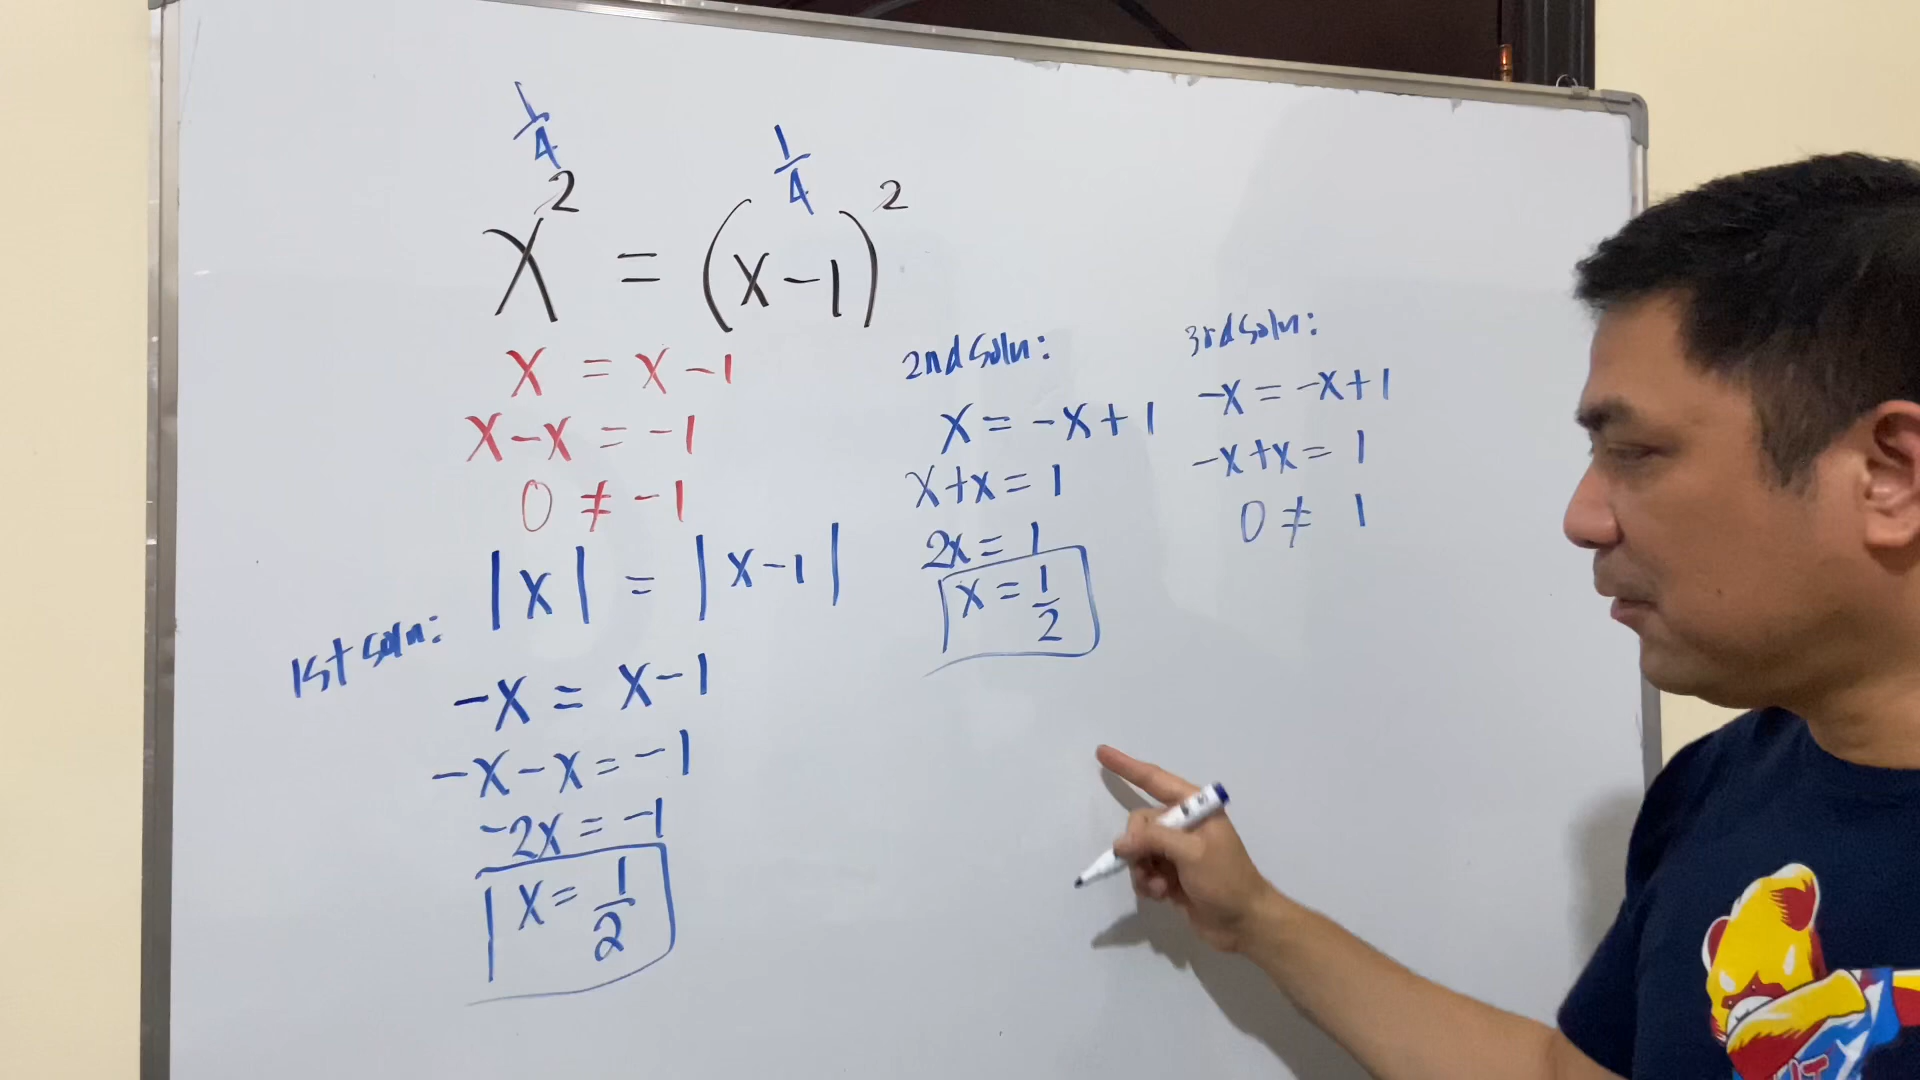 1/4
1/4
x² = (x-1)²
x = x-1
x-x = -1
0 ≠ -1
|x| = |x-1|
1st soln:
-x = x-1
-x-x = -1
-2x = -1
x = 1/2
2nd soln:
x = -x+1
x+x = 1
2x = 1
x = 1/2
3rd soln:
-x = -x+1
-x+x = 1
0 ≠ 1